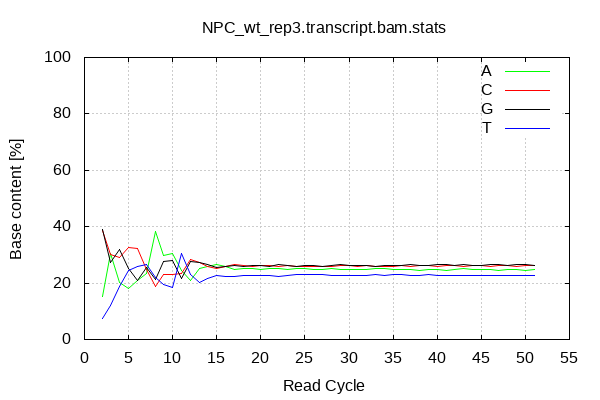 NPC_wt_rep3.transcript.bam.stats
100
80
60
40
20
0
Base content [%]
A
C
G
T
0 5 10 15 20 25 30 35 40 45 50 55
Read Cycle